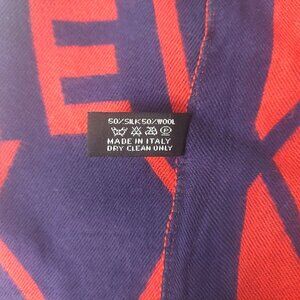 E
50%SILK50%WOOL
MADE IN ITALY
DRY CLEAN ONLY